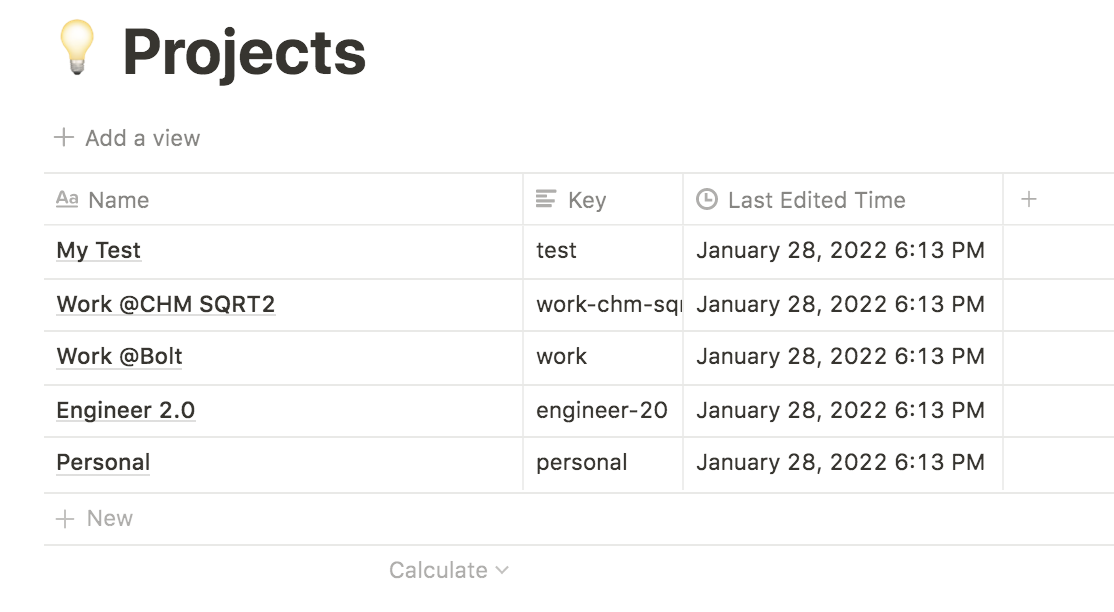 Projects
Add a view
Aa Name Key Last Edited Time
My Test test January 28, 2022 6:13 PM
Work @CHM SQRT2 work-chm-sq January 28, 2022 6:13 PM
Work @Bolt work January 28, 2022 6:13 PM
Engineer 2.0 engineer-20 January 28, 2022 6:13 PM
Personal personal January 28, 2022 6:13 PM
New
Calculate